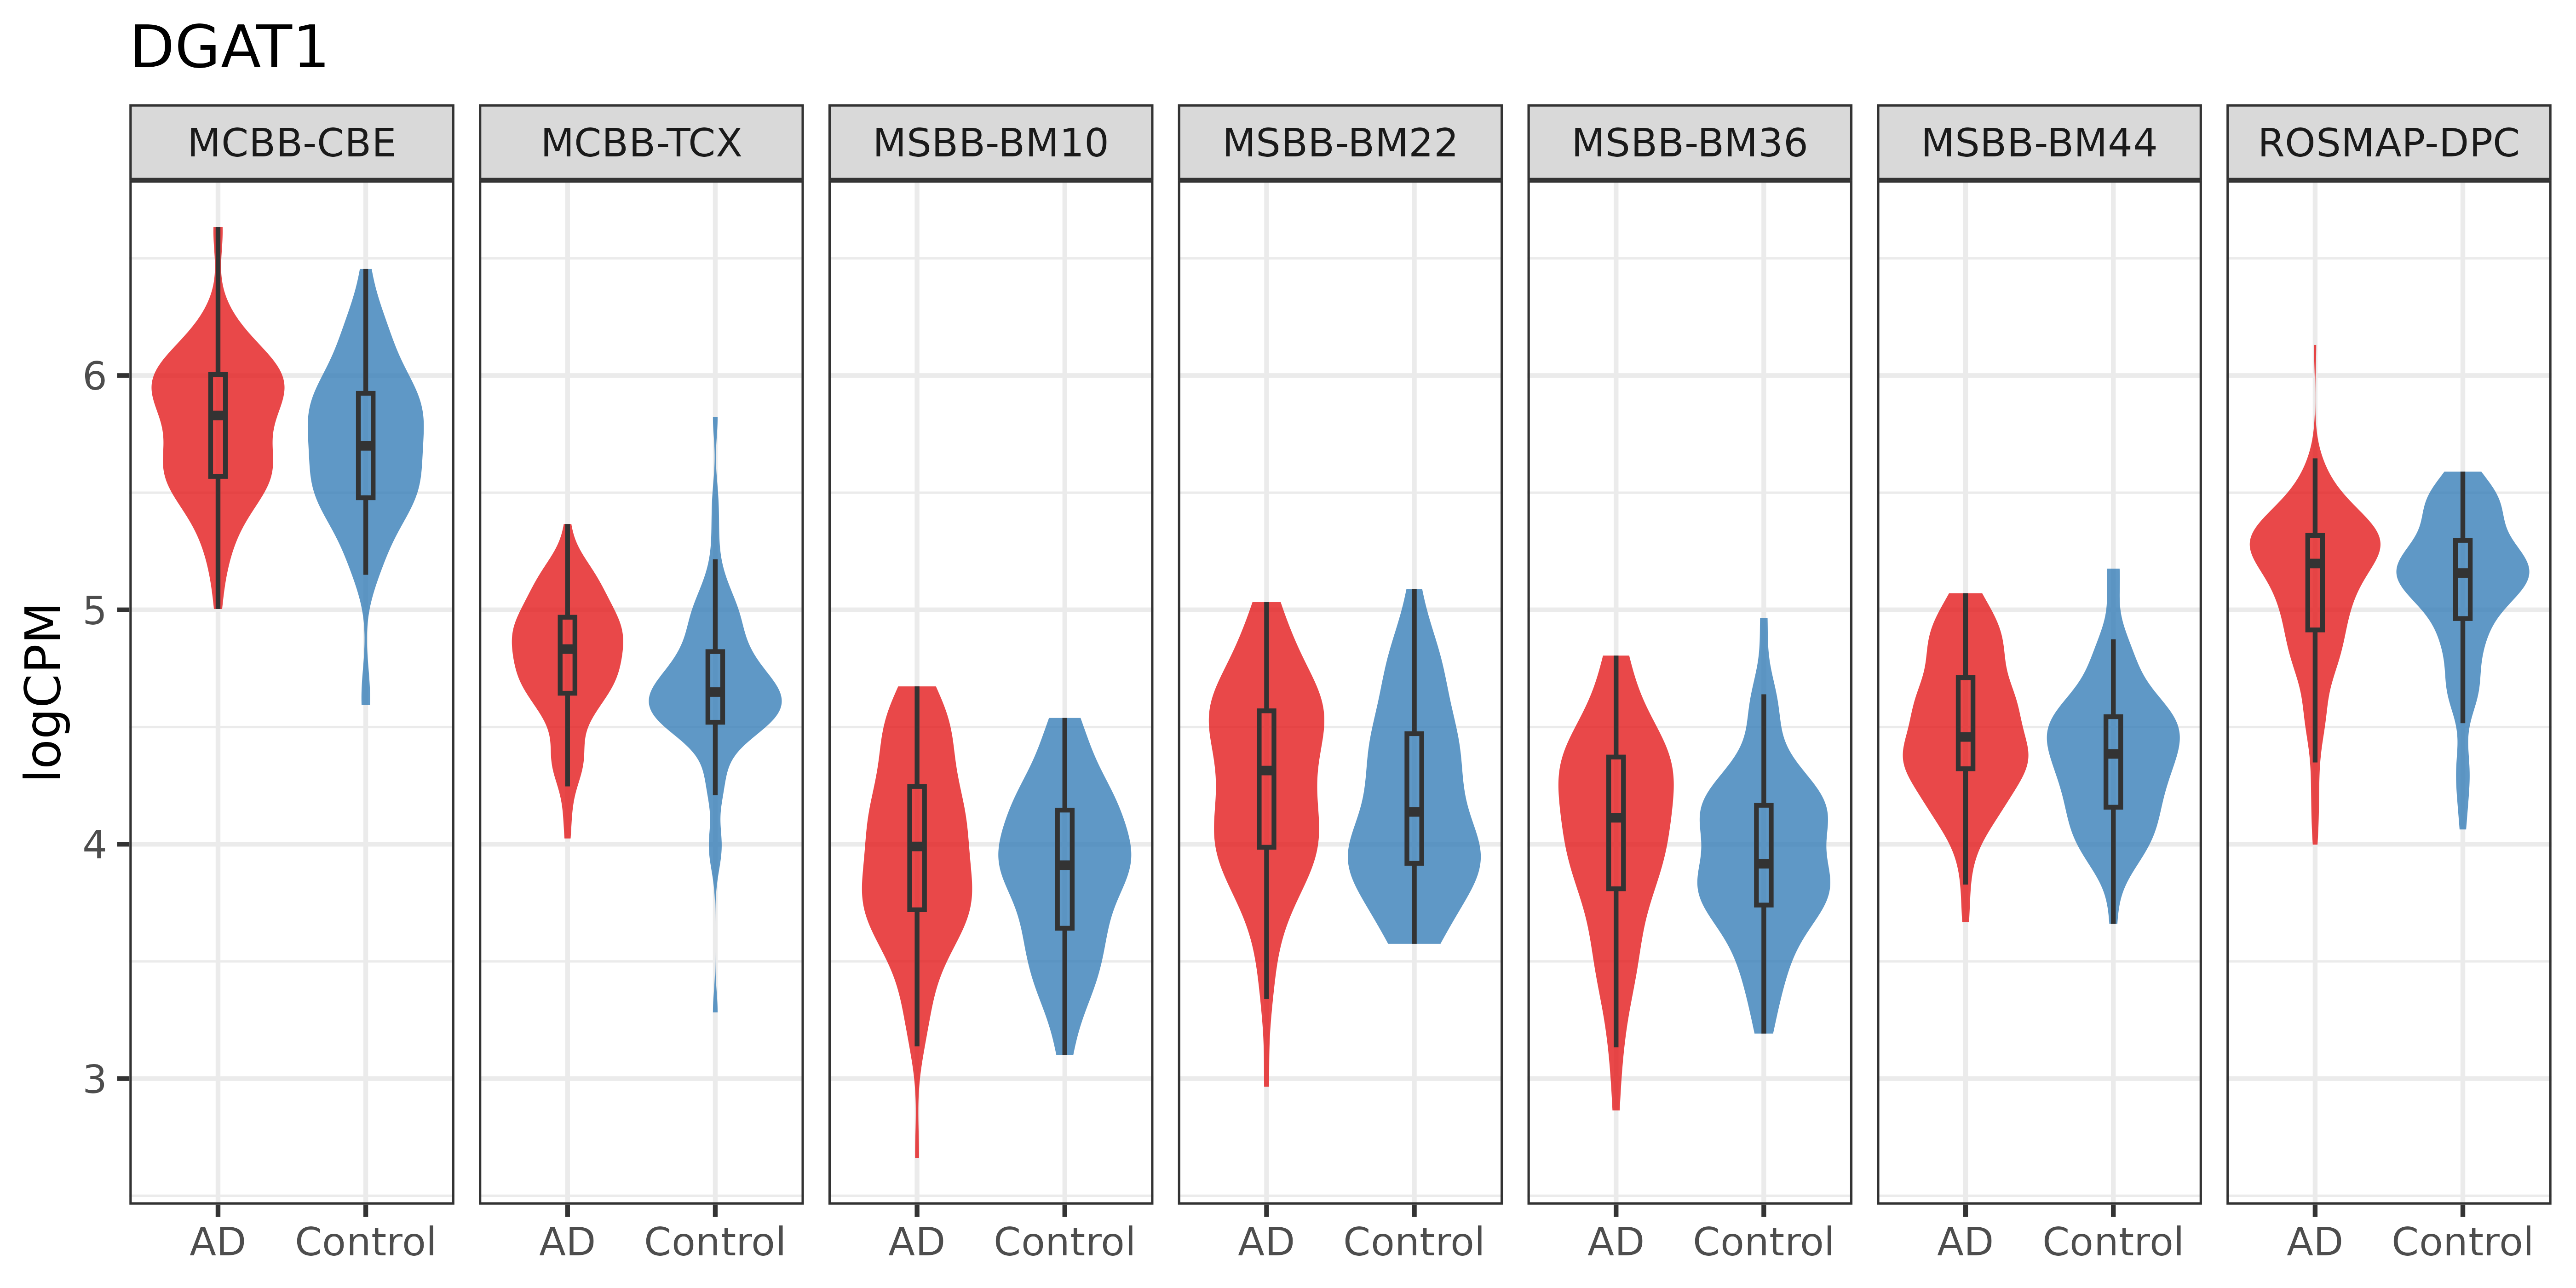 DGAT1
MCBB-CBE MCBB-TCX MSBB-BM10 MSBB-BM22 MSBB-BM36 MSBB-BM44 ROSMAP-DPC
logCPM
6
5
4
3
AD Control AD Control AD Control AD Control AD Control AD Control AD Control